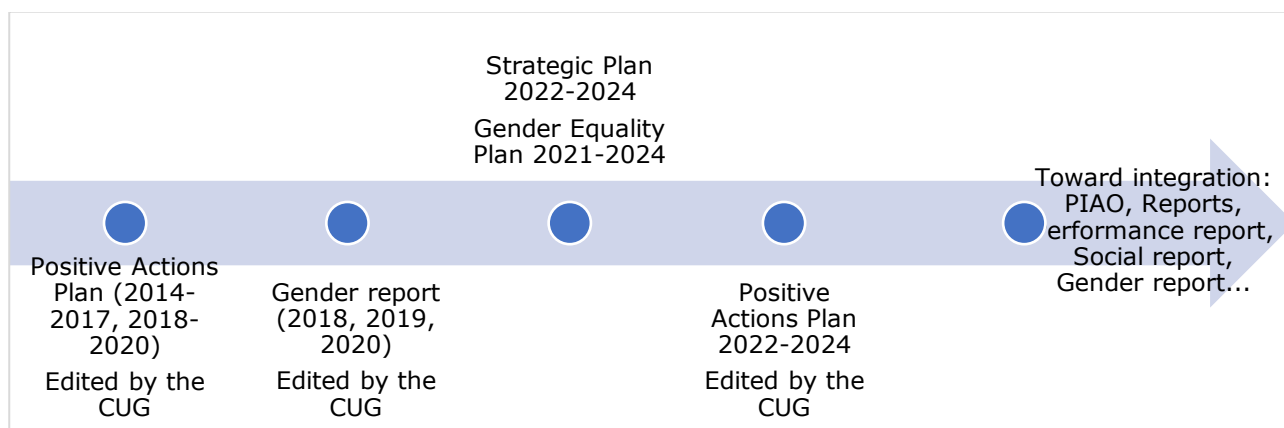 Positive Actions
Plan (2014-
2017, 2018-
2020)
Edited by the
CUG
Gender report
(2018, 2019,
2020)
Edited by the
CUG
Strategic Plan
2022-2024
Gender Equality
Plan 2021-2024
Positive
Actions Plan
2022-2024
Edited by the
CUG
Toward integration:
PIAO, Reports,
erformance report,
Social report,
Gender report...